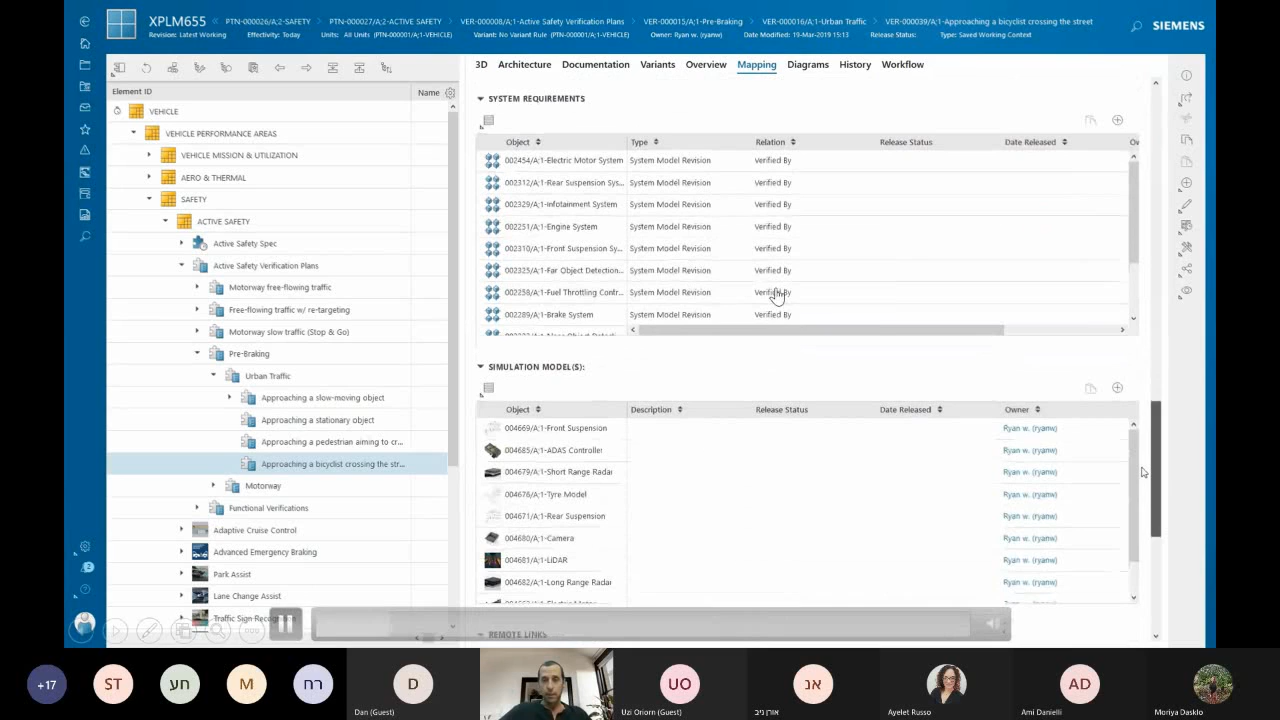 XPLM655
PTN-000026/A;2-SAFETY
PTN-000027/A;2-ACTIVE SAFETY
VER-000008/A;1-Active Safety Verification Plans
VER-000015/A;1-Pre-Braking
VER-000016/A;1-Urban Traffic
VER-000039/A;1-Approaching a bicyclist crossing the street
SIEMENS
Revision: Latest Working
Effectivity: Today
Units: All Units (PTN-000001/A;1-VEHICLE)
Variant: No Variant Rule (PTN-000001/A;1-VEHICLE)
Owner: Ryan w. (ryanw)
Date Modified: 19-Mar-2019 15:13
Release Status:
Type: Saved Working Context
Element ID
Name
VEHICLE
VEHICLE PERFORMANCE AREAS
VEHICLE MISSION & UTILIZATION
AERO & THERMAL
SAFETY
ACTIVE SAFETY
Active Safety Spec
Active Safety Verification Plans
Motorway free-flowing traffic
Free-flowing traffic w/ re-targeting
Motorway slow traffic (Stop & Go)
Pre-Braking
Urban Traffic
Approaching a slow-moving object
Approaching a stationary object
Approaching a pedestrian aiming to cr...
Approaching a bicyclist crossing the str...
Motorway
Functional Verifications
Adaptive Cruise Control
Advanced Emergency Braking
Park Assist
Lane Change Assist
Traffic Sign Recognition
3D Architecture Documentation Variants Overview Mapping Diagrams History Workflow
SYSTEM REQUIREMENTS
Object Type Relation Release Status Date Released Ow
002454/A;1-Electric Motor System System Model Revision Verified By
002312/A;1-Rear Suspension Sys... System Model Revision Verified By
002329/A;1-Infotainment System System Model Revision Verified By
002251/A;1-Engine System System Model Revision Verified By
002310/A;1-Front Suspension Sy... System Model Revision Verified By
002325/A;1-Far Object Detection... System Model Revision Verified By
002258/A;1-Fuel Throttling Contr... System Model Revision Verified By
002289/A;1-Brake System System Model Revision Verified By
SIMULATION MODEL(S):
Object Description Release Status Date Released Owner
004669/A;1-Front Suspension Ryan w. (ryanw)
004685/A;1-ADAS Controller Ryan w. (ryanw)
004679/A;1-Short Range Radar Ryan w. (ryanw)
004676/A;1-Tyre Model Ryan w. (ryanw)
004671/A;1-Rear Suspension Ryan w. (ryanw)
004680/A;1-Camera Ryan w. (ryanw)
004681/A;1-LiDAR Ryan w. (ryanw)
004682/A;1-Long Range Radar Ryan w. (ryanw)
REMOTE LINKS
2
+17
ST
חע
M
רח
D
Dan (Guest)
UO
Uzi Oriorn (Guest)
אנ
אורן ניב
Ayelet Russo
AD
Ami Danielli
Moriya Dasklo